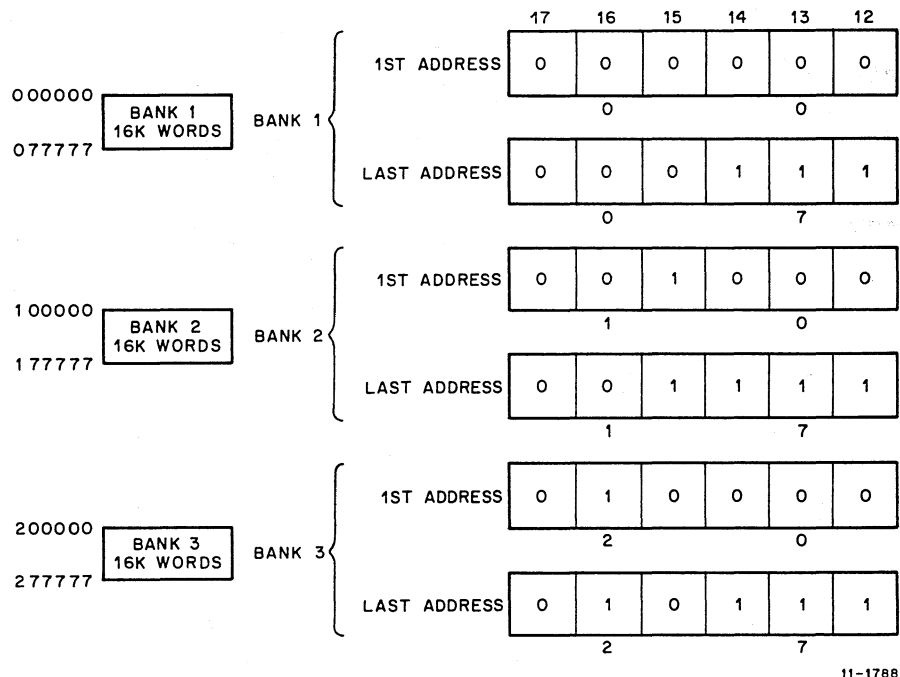 17 16 15 14 13 12
1ST ADDRESS 0 0 0 0 0 0
0 0
000000
BANK 1
16K WORDS
077777
BANK 1
LAST ADDRESS 0 0 0 1 1 1
0 7
1ST ADDRESS 0 0 1 0 0 0
1 0
100000
BANK 2
16K WORDS
177777
BANK 2
LAST ADDRESS 0 0 1 1 1 1
1 7
1ST ADDRESS 0 1 0 0 0 0
2 0
200000
BANK 3
16K WORDS
277777
BANK 3
LAST ADDRESS 0 1 0 1 1 1
2 7
11-1788